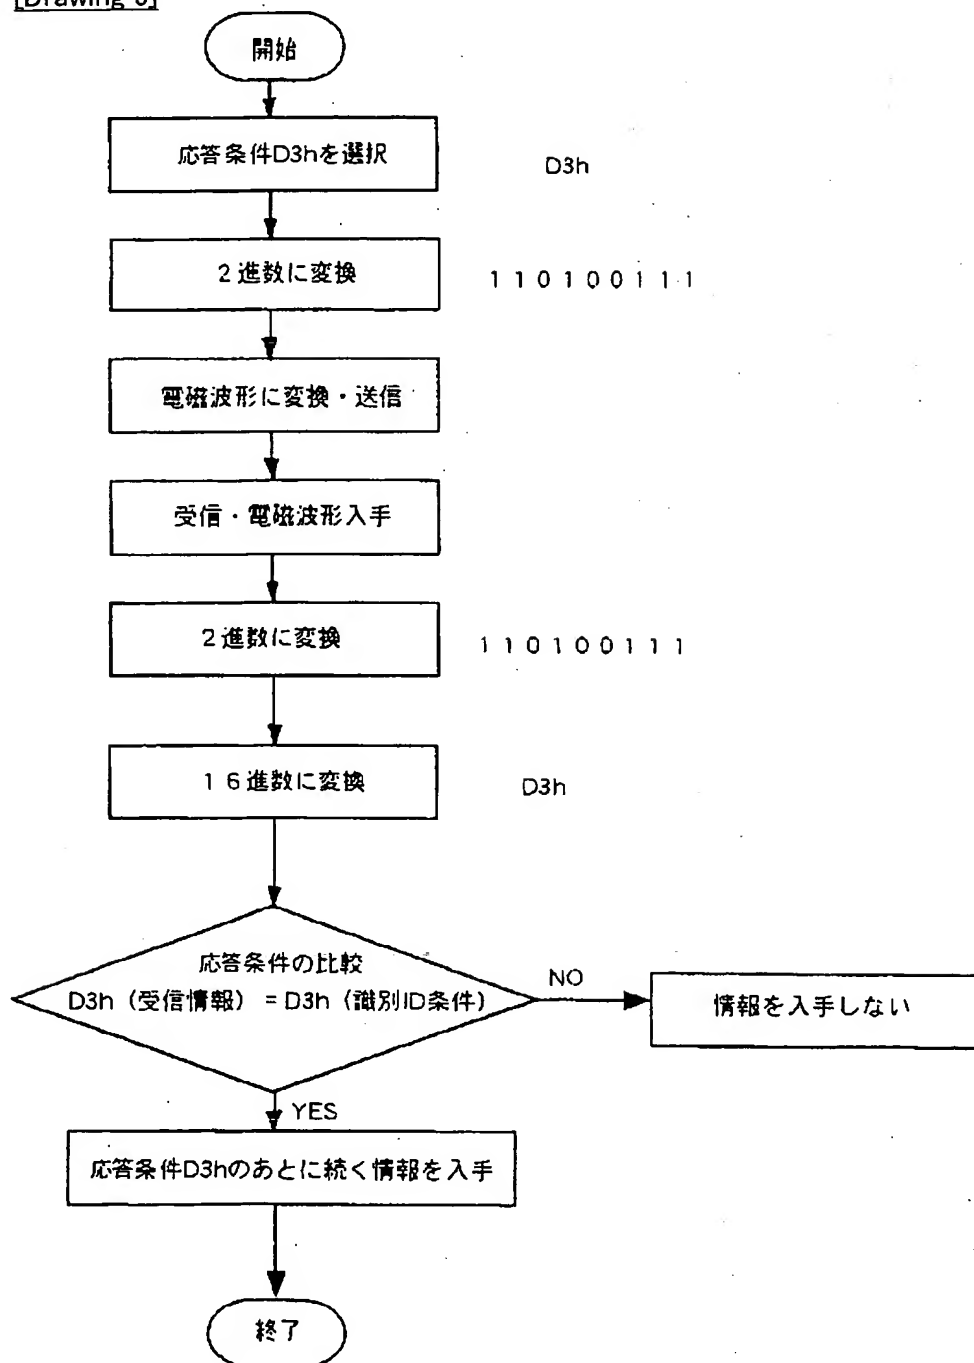 開始
応答条件D3hを選択
D3h
2進数に変換
110100111
電磁波形に変換・送信
受信・電磁波形入手
2進数に変換
110100111
16進数に変換
D3h
応答条件の比較
D3h（受信情報）＝D3h（識別ID条件）
NO
情報を入手しない
YES
応答条件D3hのあとに続く情報を入手
終了